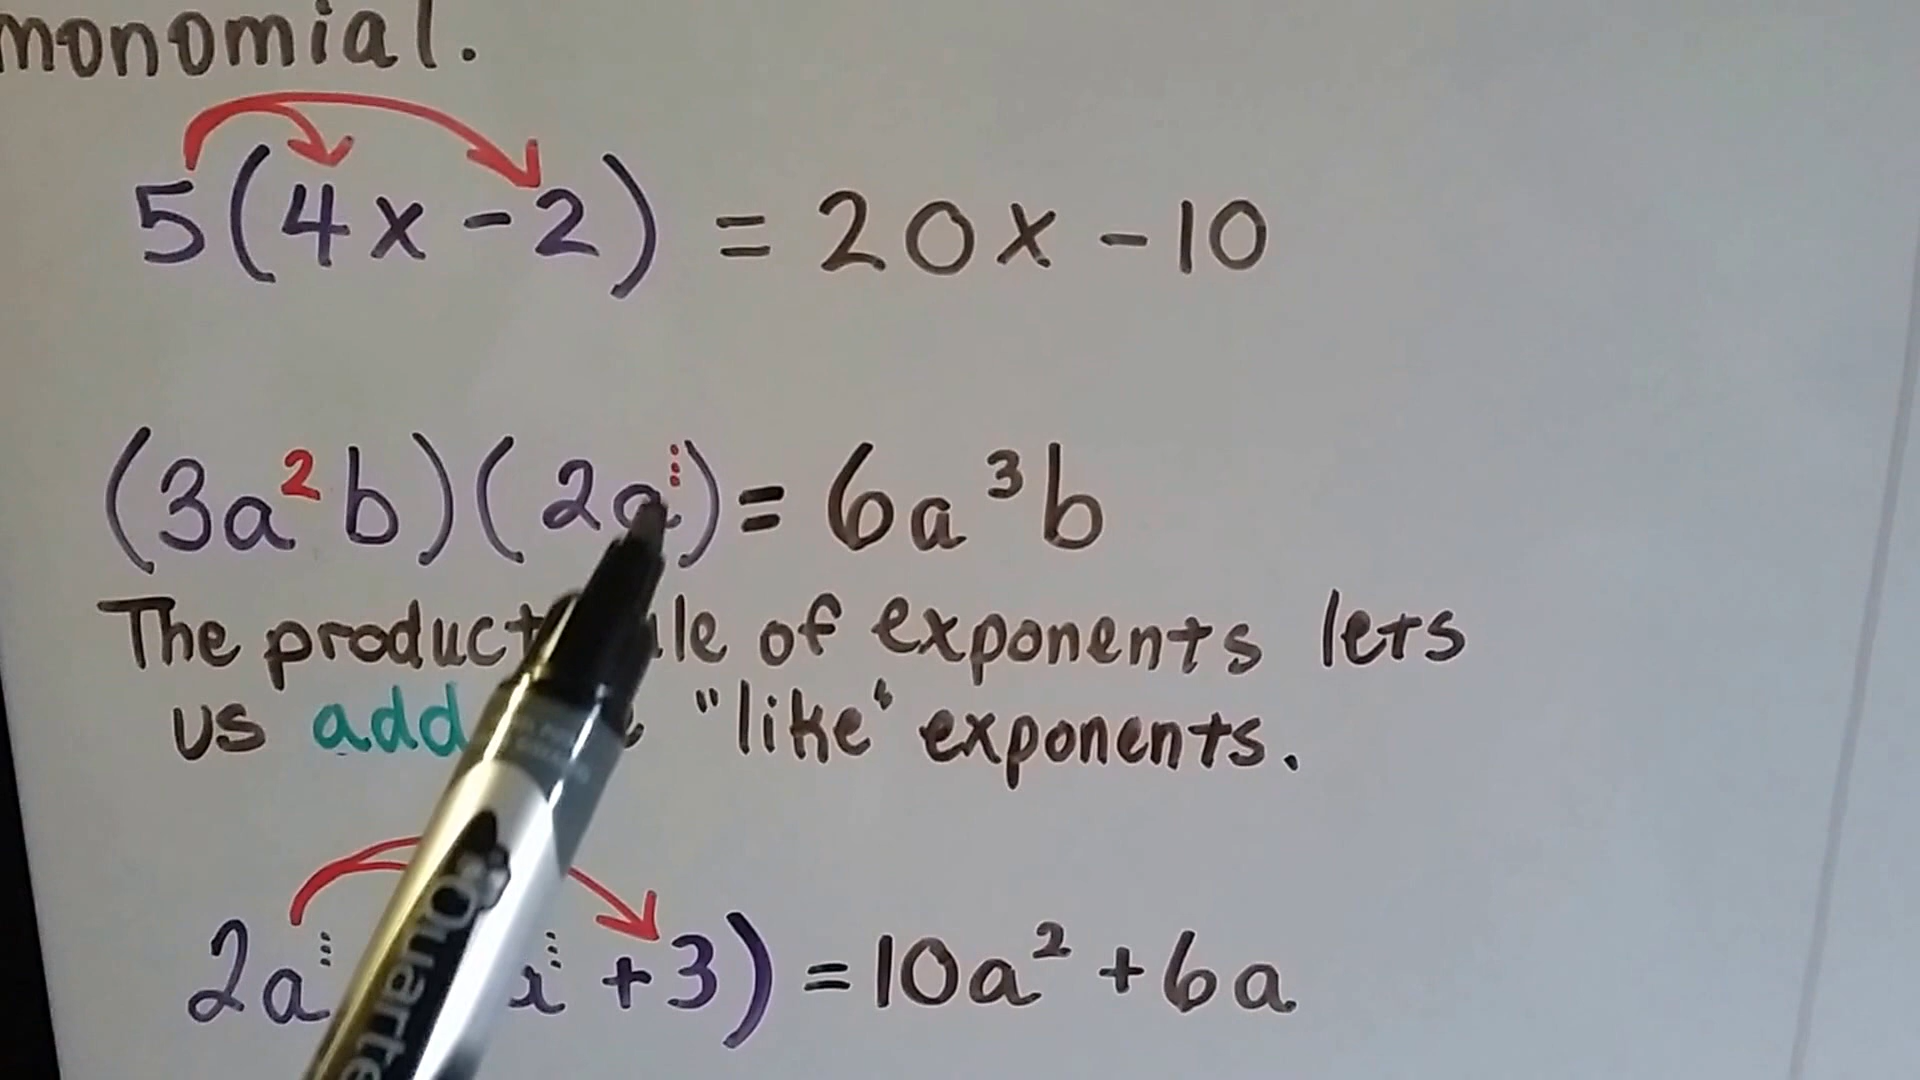 monomial.
5(4x-2) = 20x-10
(3a²b)(2a) = 6a³b
The product of exponents lets
us add "like" exponents.
2a +3) = 10a² + 6a
Quarte